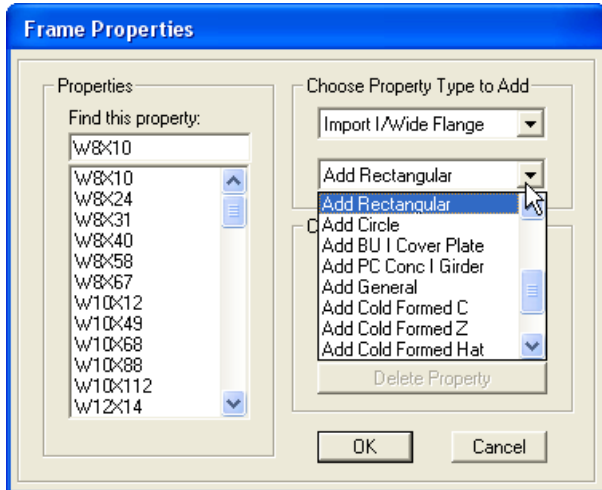 Frame Properties
Properties
Find this property:
W8X10
W8X10
W8X24
W8X31
W8X40
W8X58
W8X67
W10X12
W10X49
W10X68
W10X88
W10X112
W12X14
Choose Property Type to Add
Import I/Wide Flange
Add Rectangular
Add Rectangular
Add Circle
Add BU I Cover Plate
Add PC Conc I Girder
Add General
Add Cold Formed C
Add Cold Formed Z
Add Cold Formed Hat
Delete Property
OK
Cancel